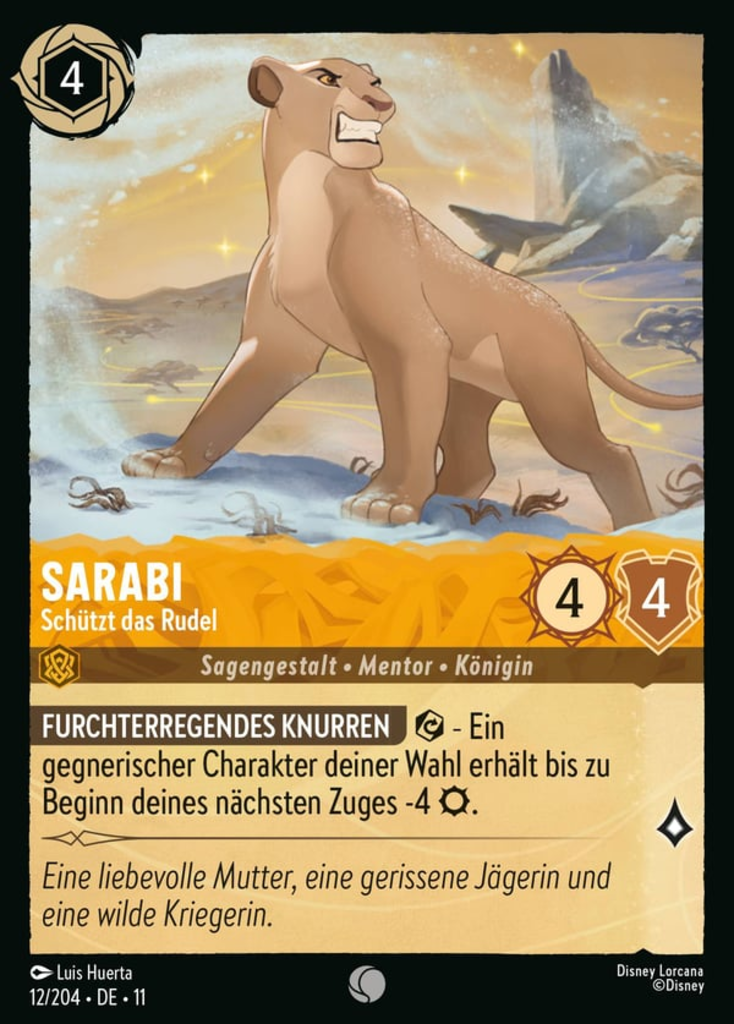 4
SARABI
Schützt das Rudel
4
4
Sagengestalt • Mentor • Königin
FURCHTERREGENDES KNURREN - Ein
gegnerischer Charakter deiner Wahl erhält bis zu
Beginn deines nächsten Zuges -4.
Eine liebevolle Mutter, eine gerissene Jägerin und
eine wilde Kriegerin.
Luis Huerta
12/204 • DE • 11
Disney Lorcana
©Disney